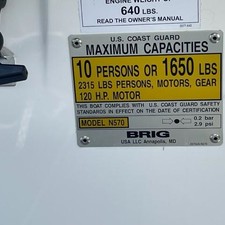 ENGINE WEIGHT OF
640 LBS.
READ THE OWNER'S MANUAL
U.S. COAST GUARD
MAXIMUM CAPACITIES
10 PERSONS OR 1650 LBS
2315 LBS PERSONS, MOTORS, GEAR
120 H.P. MOTOR
THIS BOAT COMPLIES WITH U.S. COAST GUARD SAFETY
STANDARDS IN EFFECT ON THE DATE OF CERTIFICATION
MODEL N570 0.2 bar
2.9 psi
BRIG
USA LLC Annapolis, MD